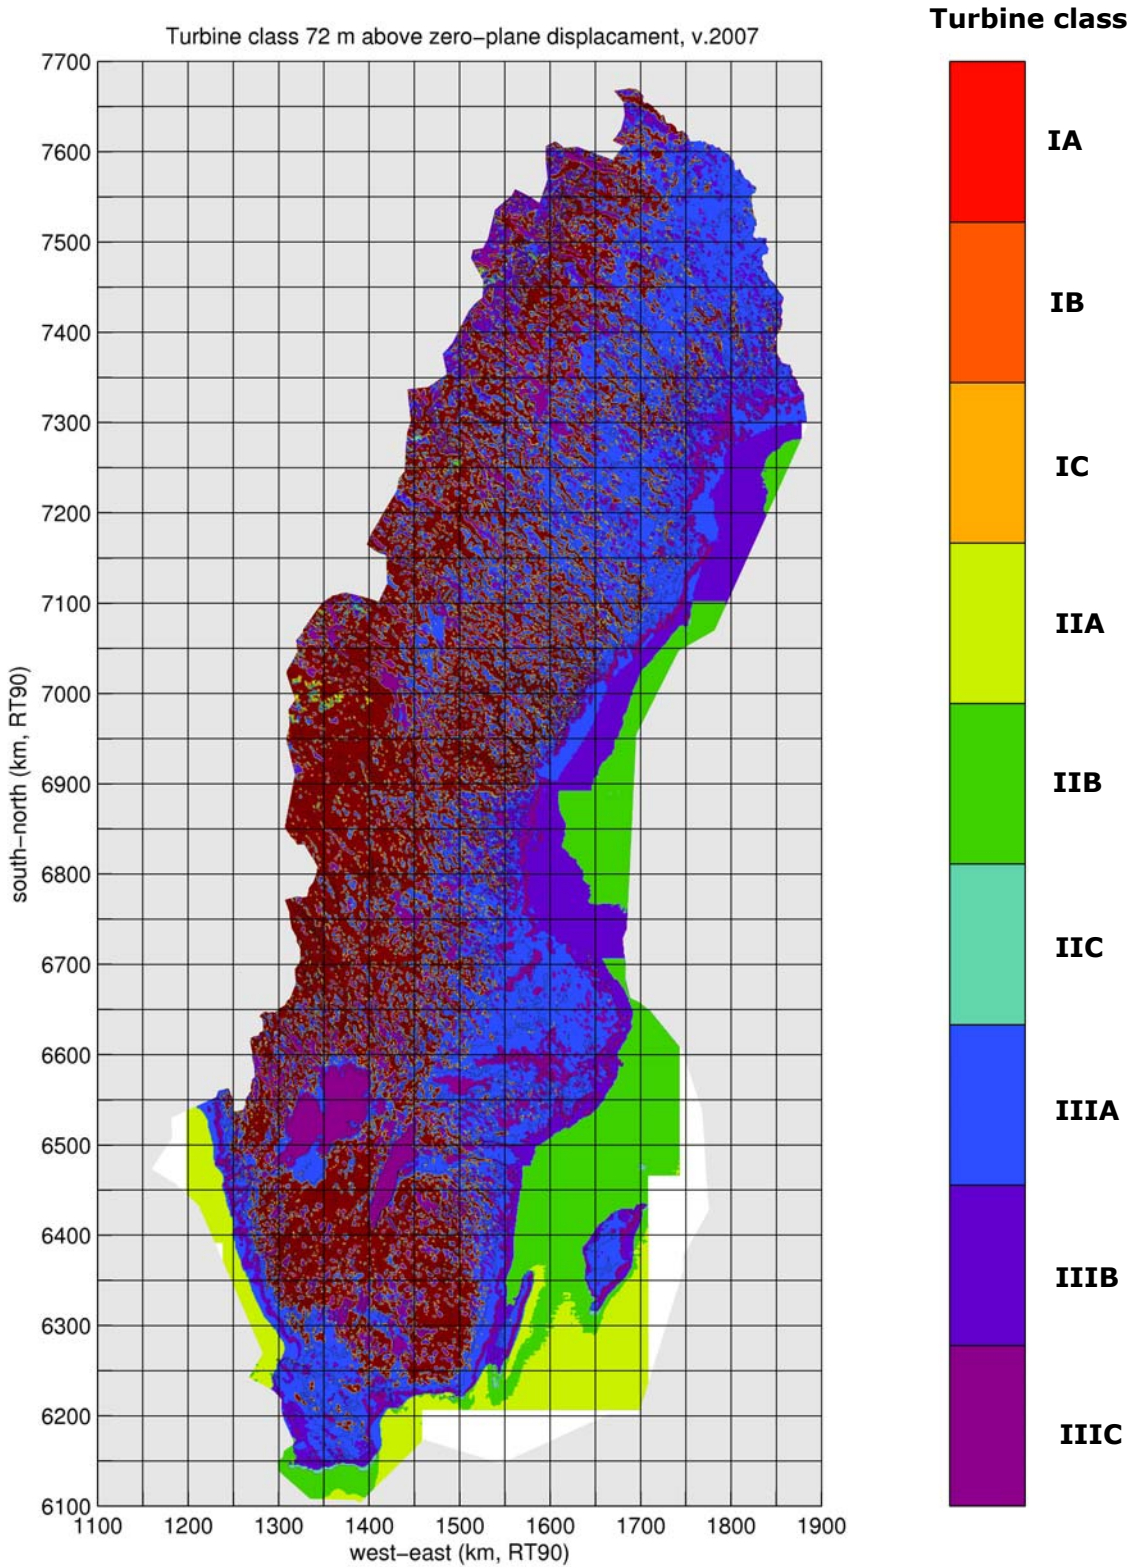 Turbine class
Turbine class 72 m above zero−plane displacament, v.2007
7700
7600
7500
7400
7300
7200
7100
7000
6900
6800
6700
6600
6500
6400
6300
6200
6100
south−north (km, RT90)
1100 1200 1300 1400 1500 1600 1700 1800 1900
west−east (km, RT90)
IA
IB
IC
IIA
IIB
IIC
IIIA
IIIB
IIIC